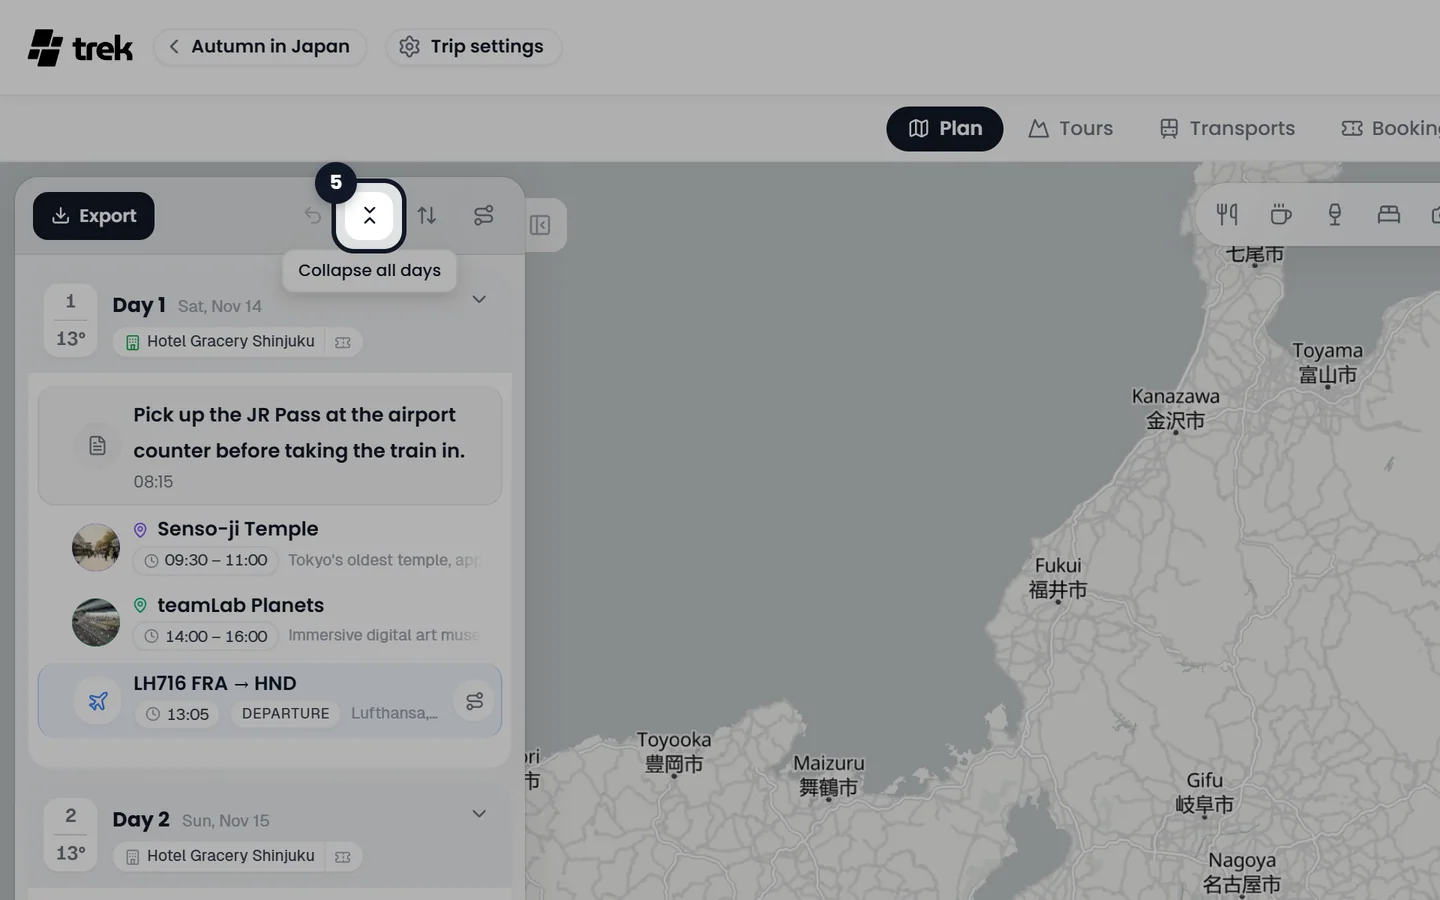 trek
Autumn in Japan
Trip settings
Plan
Tours
Transports
5
Export
Collapse all days
1
13°
Day 1 Sat, Nov 14
Hotel Gracery Shinjuku
Pick up the JR Pass at the airport
counter before taking the train in.
08:15
Senso-ji Temple
09:30 – 11:00 Tokyo's oldest temple,
teamLab Planets
14:00 – 16:00 Immersive digital art
LH716 FRA → HND
13:05 DEPARTURE Lufthansa,...
2
13°
Day 2 Sun, Nov 15
Hotel Gracery Shinjuku
七尾市
Toyama
富山市
Kanazawa
金沢市
Fukui
福井市
Toyooka
豊岡市
Maizuru
舞鶴市
Gifu
岐阜市
Nagoya
名古屋市